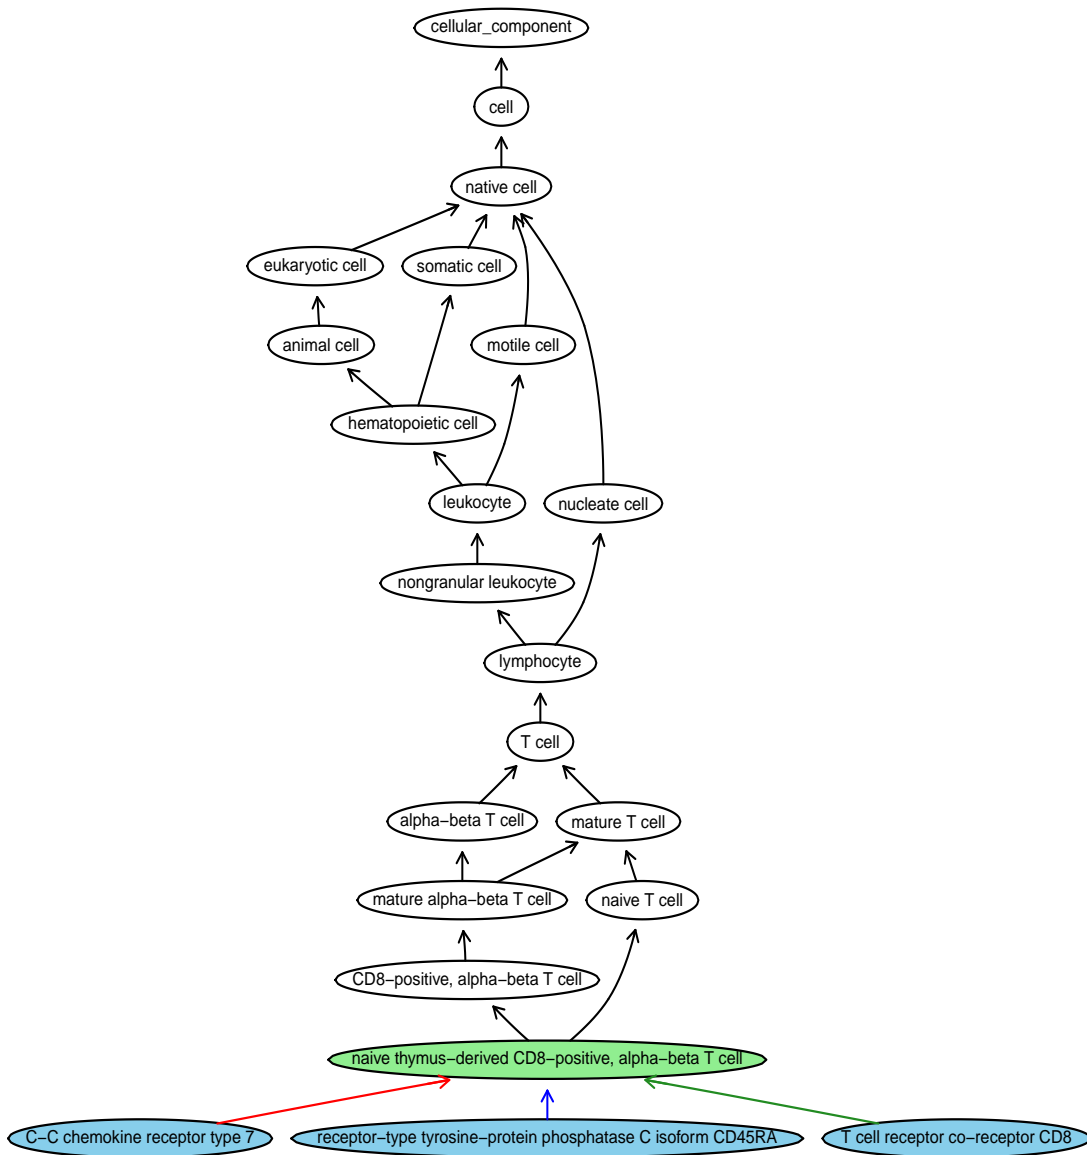 cellular_component
cell
native cell
eukaryotic cell
somatic cell
animal cell
motile cell
hematopoietic cell
leukocyte
nucleate cell
nongranular leukocyte
lymphocyte
T cell
alpha−beta T cell
mature T cell
mature alpha−beta T cell
naive T cell
CD8−positive, alpha−beta T cell
naive thymus−derived CD8−positive, alpha−beta T cell
C−C chemokine receptor type 7
receptor−type tyrosine−protein phosphatase C isoform CD45RA
T cell receptor co−receptor CD8